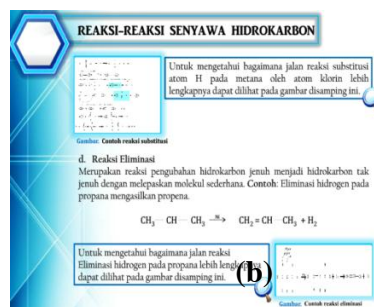 REAKSI-REAKSI SENYAWA HIDROKARBON
Untuk mengetahui bagaimana jalan reaksi substitusi
atom H pada metana oleh atom klorin lebih
lengkapnya dapat dilihat pada gambar disamping ini.
Gambar: Contoh reaksi substitusi
d. Reaksi Eliminasi
Merupakan reaksi pengubahan hidrokarbon jenuh menjadi hidrokarbon tak
jenuh dengan melepaskan molekul sederhana. Contoh: Eliminasi hidrogen pada
propana mengasilkan propena.
CH₃ CH CH₃ → CH₂ = CH CH₃ + H₂
Untuk mengetahui bagaimana jalan reaksi
Eliminasi hidrogen pada propana lebih
dapat dilihat pada gambar disamping ini.
(b)
Gambar: Contoh reaksi eliminasi